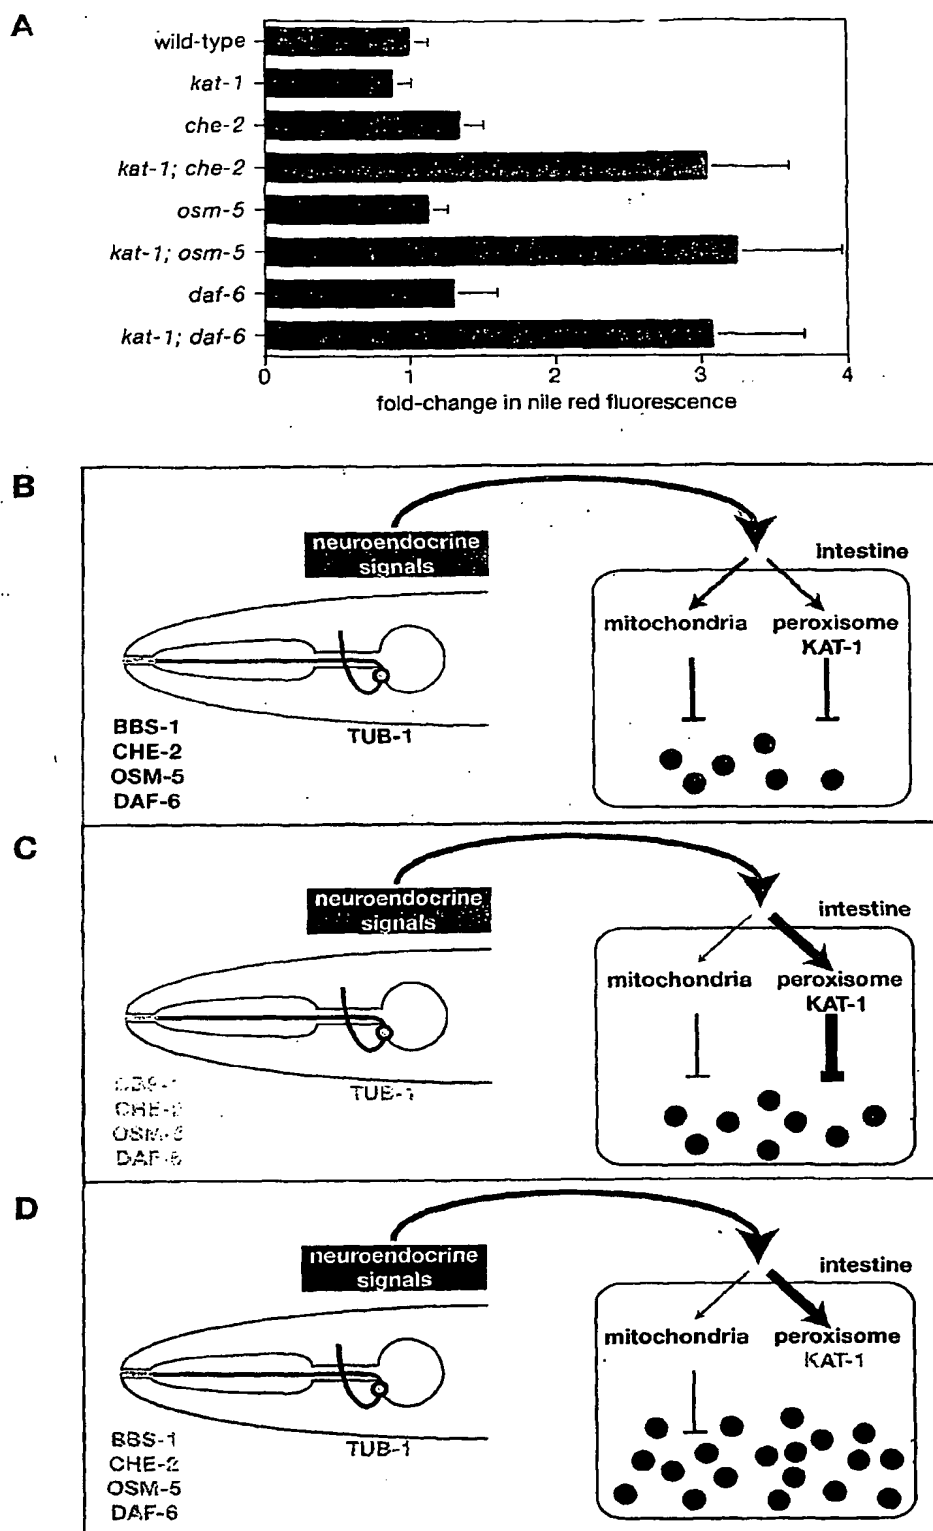 A
wild-type
kat-1
che-2
kat-1; che-2
osm-5
kat-1; osm-5
daf-6
kat-1; daf-6
0 1 2 3 4
fold-change in nile red fluorescence
B
neuroendocrine
signals
intestine
mitochondria peroxisome
KAT-1
BBS-1
CHE-2
OSM-5
DAF-6
TUB-1
C
neuroendocrine
signals
intestine
mitochondria peroxisome
KAT-1
BBS-1
CHE-2
OSM-5
DAF-6
TUB-1
D
neuroendocrine
signals
intestine
mitochondria peroxisome
KAT-1
BBS-1
CHE-2
OSM-5
DAF-6
TUB-1